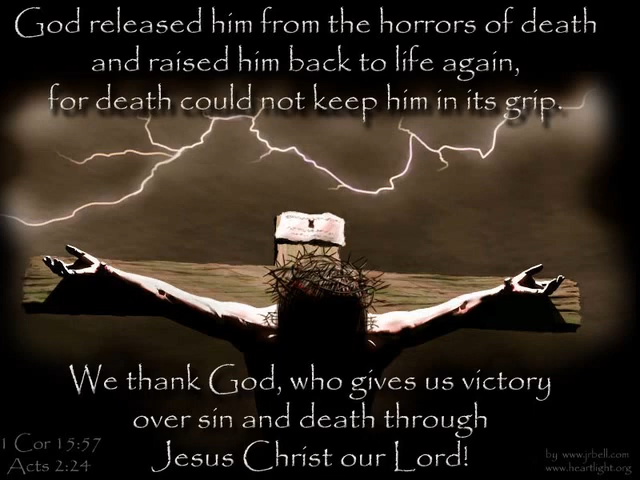 God released him from the horrors of death
and raised him back to life again,
for death could not keep him in its grip.
We thank God, who gives us victory
over sin and death through
Jesus Christ our Lord!
1 Cor 15:57
Acts 2:24
by www.jrbell.com
www.heartlight.org